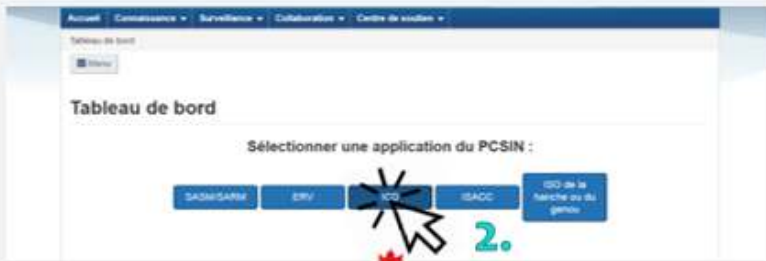 Accueil Connaissance Surveillance Collaboration Centre de soutien
Tableau de bord
Menu
Tableau de bord
Sélectionner une application du PCSIN :
SASM/SARM ERV ICD ISACC ISO de la hanche ou du genou
2.